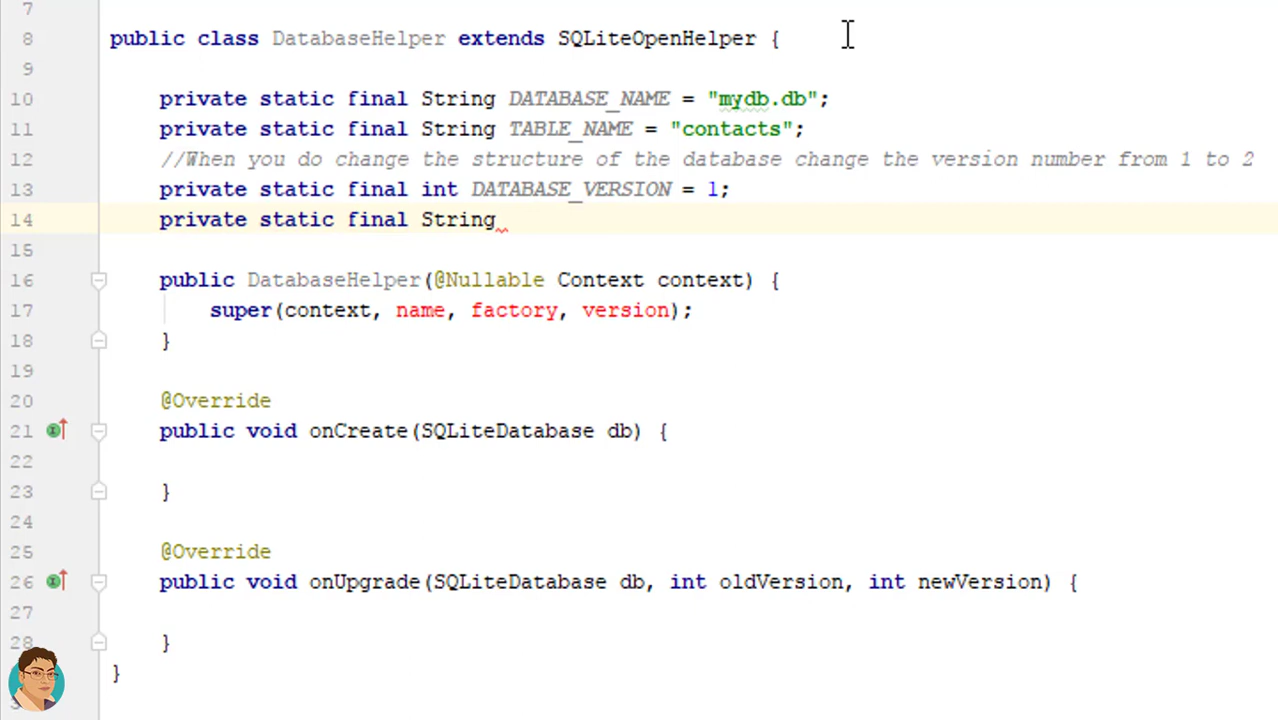 7
8 public class DatabaseHelper extends SQLiteOpenHelper {
9
10 private static final String DATABASE_NAME = "mydb.db";
11 private static final String TABLE_NAME = "contacts";
12 //When you do change the structure of the database change the version number from 1 to 2
13 private static final int DATABASE_VERSION = 1;
14 private static final String
15
16 public DatabaseHelper(@Nullable Context context) {
17 super(context, name, factory, version);
18 }
19
20 @Override
21 public void onCreate(SQLiteDatabase db) {
22
23 }
24
25 @Override
26 public void onUpgrade(SQLiteDatabase db, int oldVersion, int newVersion) {
27
28 }
}